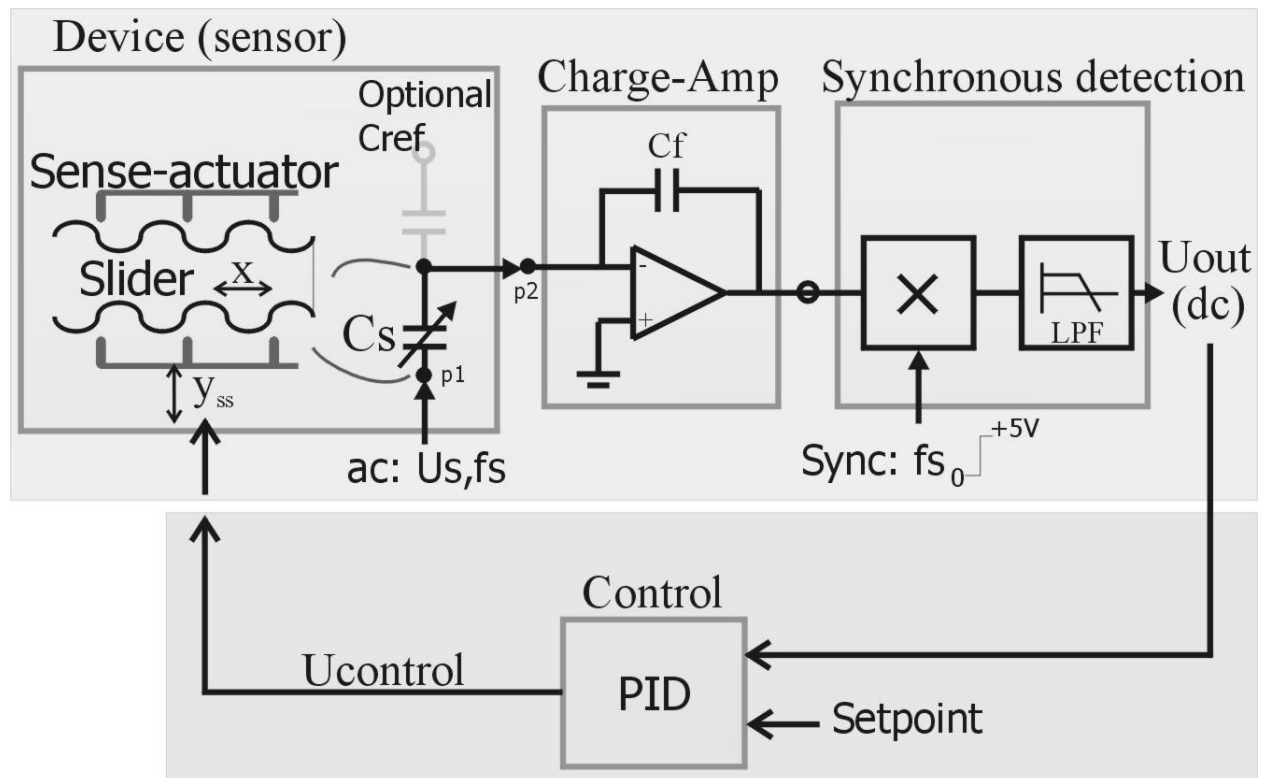 Device (sensor)
Optional
Cref
Sense-actuator
Slider
x
yss
Cs
p1
p2
ac: Us,fs
Charge-Amp
Cf
-
+
Synchronous detection
×
LPF
Sync: fs
0
+5V
Uout
(dc)
Control
PID
Ucontrol
Setpoint